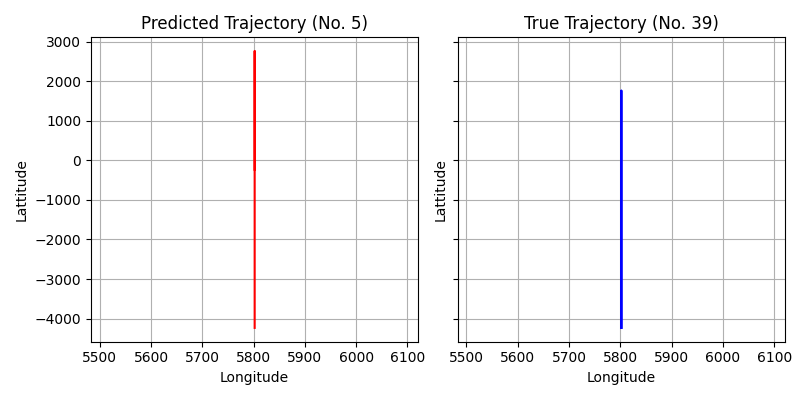 Predicted Trajectory (No. 5)
True Trajectory (No. 39)
Lattitude
3000
2000
1000
0
−1000
−2000
−3000
−4000
5500 5600 5700 5800 5900 6000 6100
Longitude
Lattitude
5500 5600 5700 5800 5900 6000 6100
Longitude